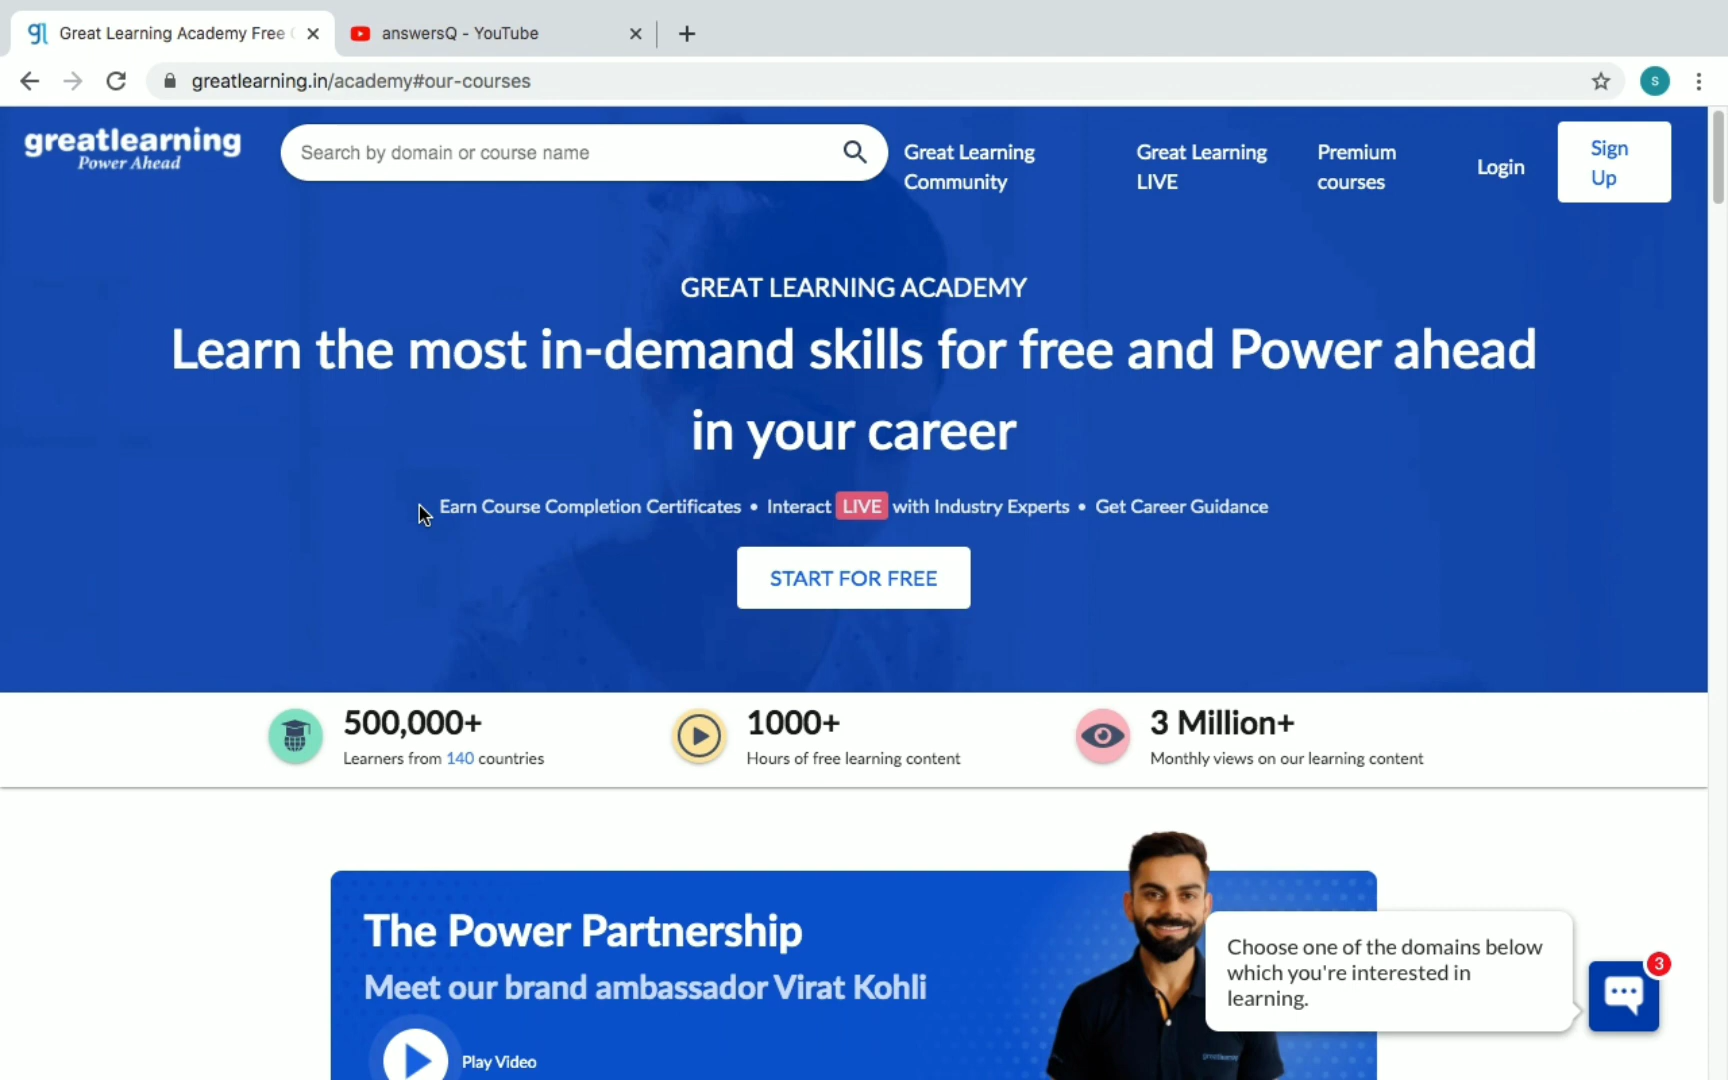 Great Learning Academy Free
answersQ - YouTube
greatlearning.in/academy#our-courses
S
greatlearning
Power Ahead
Search by domain or course name
Great Learning
Community
Great Learning
LIVE
Premium
courses
Login
Sign
Up
GREAT LEARNING ACADEMY
Learn the most in-demand skills for free and Power ahead
in your career
Earn Course Completion Certificates • Interact LIVE with Industry Experts • Get Career Guidance
START FOR FREE
500,000+
Learners from 140 countries
1000+
Hours of free learning content
3 Million+
Monthly views on our learning content
The Power Partnership
Meet our brand ambassador Virat Kohli
Play Video
Choose one of the domains below
which you're interested in
learning.
3